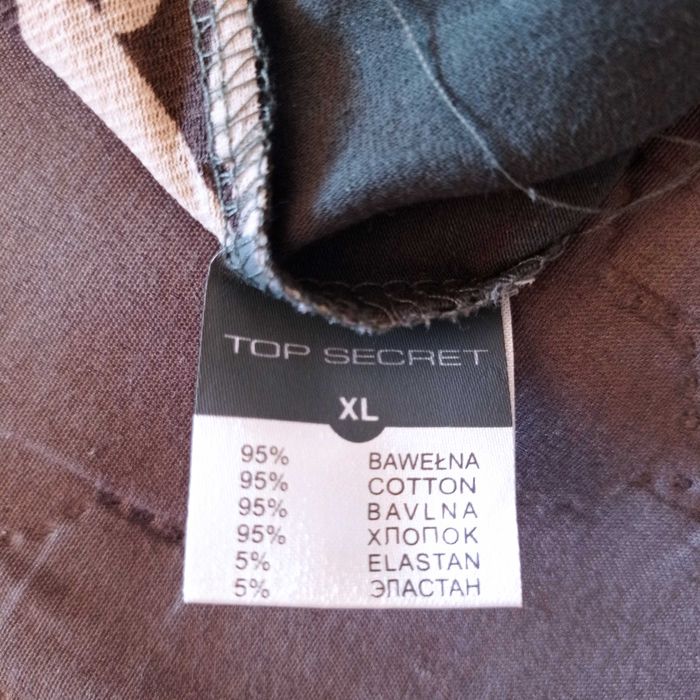 TOP SECRET
XL
95% BAWEŁNA
95% COTTON
95% BAVLNA
95% ХЛОПОК
5% ELASTAN
5% ЭЛАСТАН